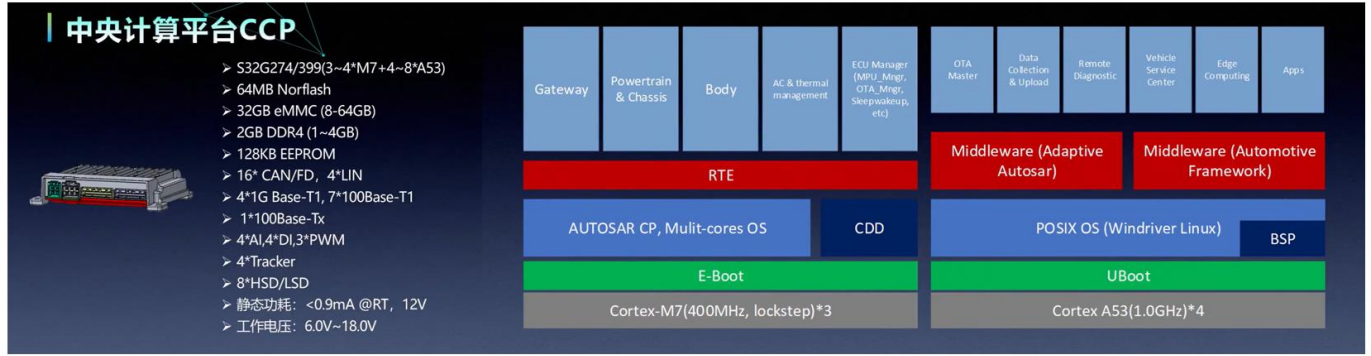 中央计算平台CCP
➢ S32G274/399(3~4*M7+4~8*A53)
➢ 64MB Norflash
➢ 32GB eMMC (8-64GB)
➢ 2GB DDR4 (1~4GB)
➢ 128KB EEPROM
➢ 16* CAN/FD，4*LIN
➢ 4*1G Base-T1, 7*100Base-T1
➢ 1*100Base-Tx
➢ 4*AI,4*DI,3*PWM
➢ 4*Tracker
➢ 8*HSD/LSD
➢ 静态功耗：<0.9mA @RT，12V
➢ 工作电压：6.0V~18.0V
Gateway
Powertrain
& Chassis
Body
AC & thermal
management
ECU Manager
(MPU_Mngr,
OTA_Mngr,
Sleepwakeup,
etc)
RTE
AUTOSAR CP, Mulit-cores OS
CDD
E-Boot
Cortex-M7(400MHz, lockstep)*3
OTA
Master
Data
Collection
& Upload
Remote
Diagnostic
Vehicle
Service
Center
Edge
Computing
Apps
Middleware (Adaptive
Autosar)
Middleware (Automotive
Framework)
POSIX OS (Windriver Linux)
BSP
UBoot
Cortex A53(1.0GHz)*4